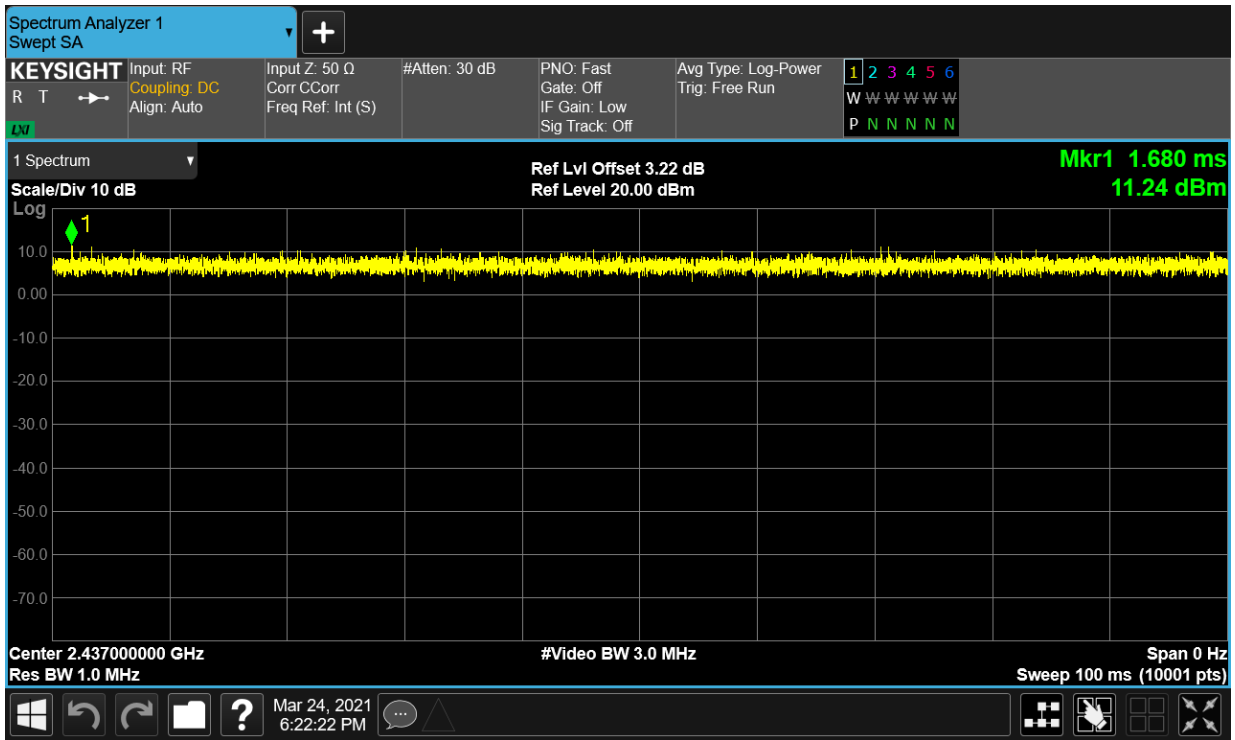 Spectrum Analyzer 1
Swept SA
▼
+
KEYSIGHT
R T
LXI
Input: RF
Coupling: DC
Align: Auto
Input Z: 50 Ω
Corr CCorr
Freq Ref: Int (S)
#Atten: 30 dB
PNO: Fast
Gate: Off
IF Gain: Low
Sig Track: Off
Avg Type: Log-Power
Trig: Free Run
1 2 3 4 5 6
W W W W W W
P N N N N N
1 Spectrum ▼
Scale/Div 10 dB
Log
Ref Lvl Offset 3.22 dB
Ref Level 20.00 dBm
Mkr1 1.680 ms
11.24 dBm
1
10.0
0.00
-10.0
-20.0
-30.0
-40.0
-50.0
-60.0
-70.0
Center 2.437000000 GHz
Res BW 1.0 MHz
#Video BW 3.0 MHz
Span 0 Hz
Sweep 100 ms (10001 pts)
?
Mar 24, 2021
6:22:22 PM